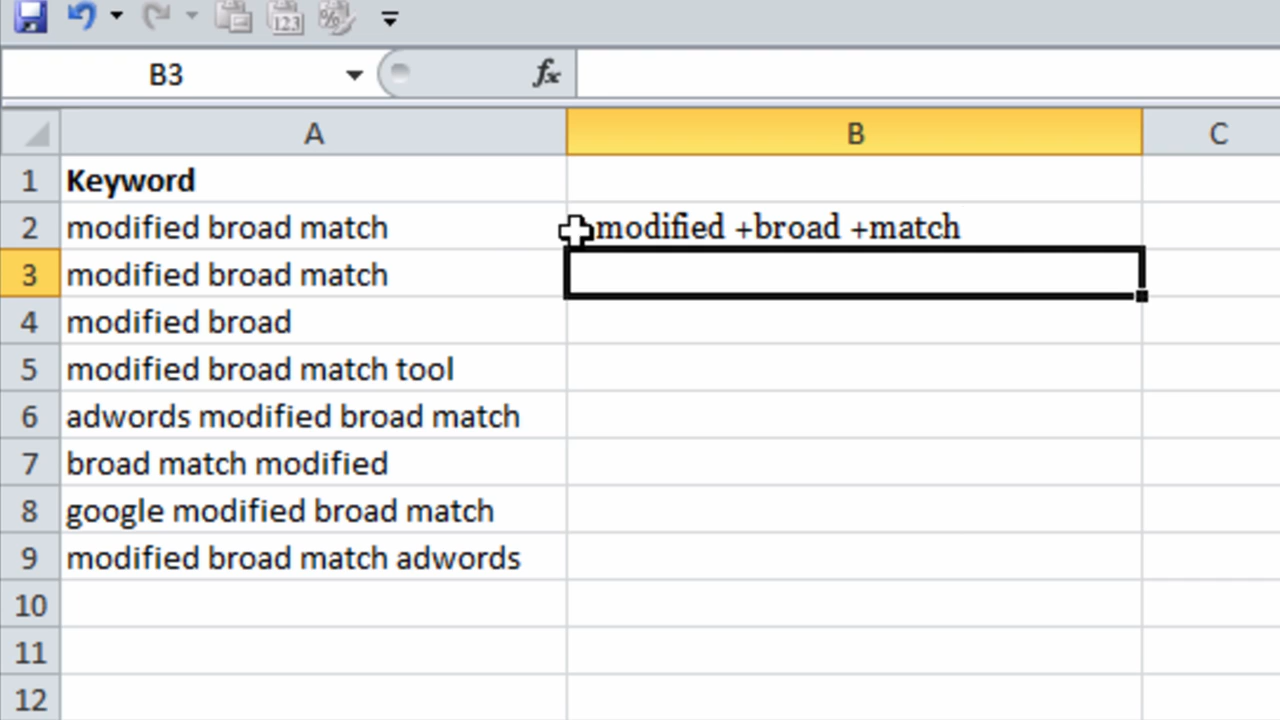 123
%
B3
fx
A B C
1 Keyword
2 modified broad match modified +broad +match
3 modified broad match
4 modified broad
5 modified broad match tool
6 adwords modified broad match
7 broad match modified
8 google modified broad match
9 modified broad match adwords
10
11
12